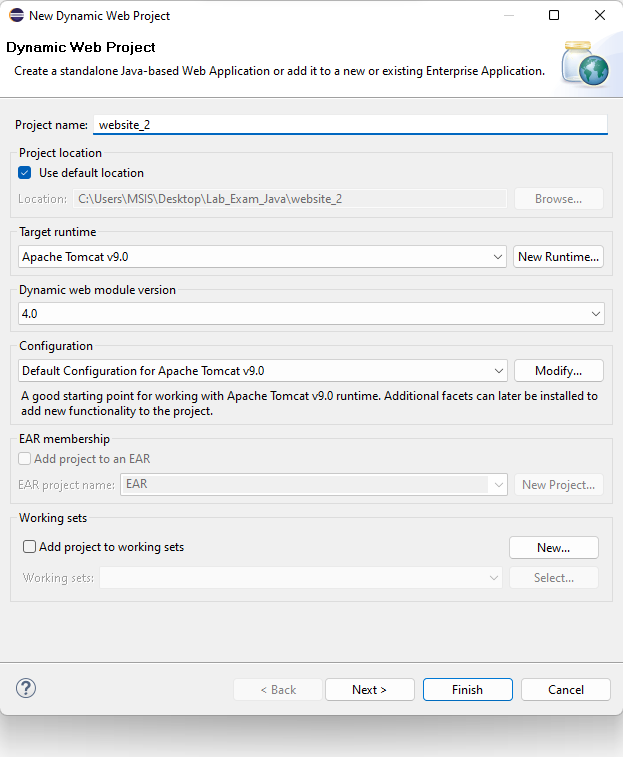 New Dynamic Web Project
Dynamic Web Project
Create a standalone Java-based Web Application or add it to a new or existing Enterprise Application.
Project name: website_2
Project location
Use default location
Location: C:\Users\MSIS\Desktop\Lab_Exam_Java\website_2 Browse...
Target runtime
Apache Tomcat v9.0 New Runtime...
Dynamic web module version
4.0
Configuration
Default Configuration for Apache Tomcat v9.0 Modify...
A good starting point for working with Apache Tomcat v9.0 runtime. Additional facets can later be installed to
add new functionality to the project.
EAR membership
Add project to an EAR
EAR project name: EAR New Project...
Working sets
Add project to working sets New...
Working sets: Select...
? < Back Next > Finish Cancel